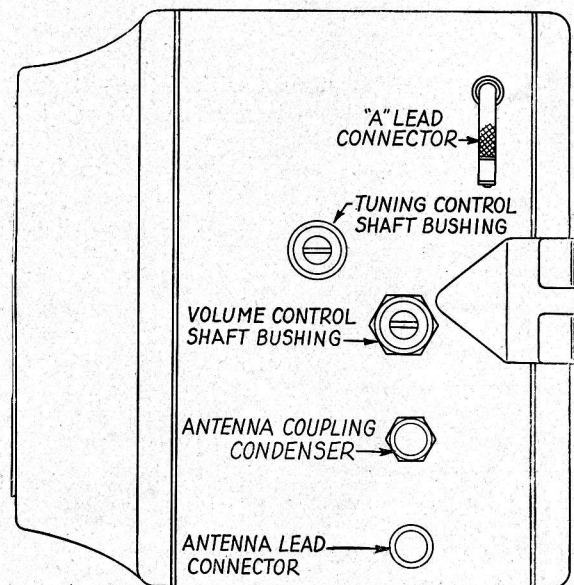 "A" LEAD
CONNECTOR
TUNING CONTROL
SHAFT BUSHING
VOLUME CONTROL
SHAFT BUSHING
ANTENNA COUPLING
CONDENSER
ANTENNA LEAD
CONNECTOR